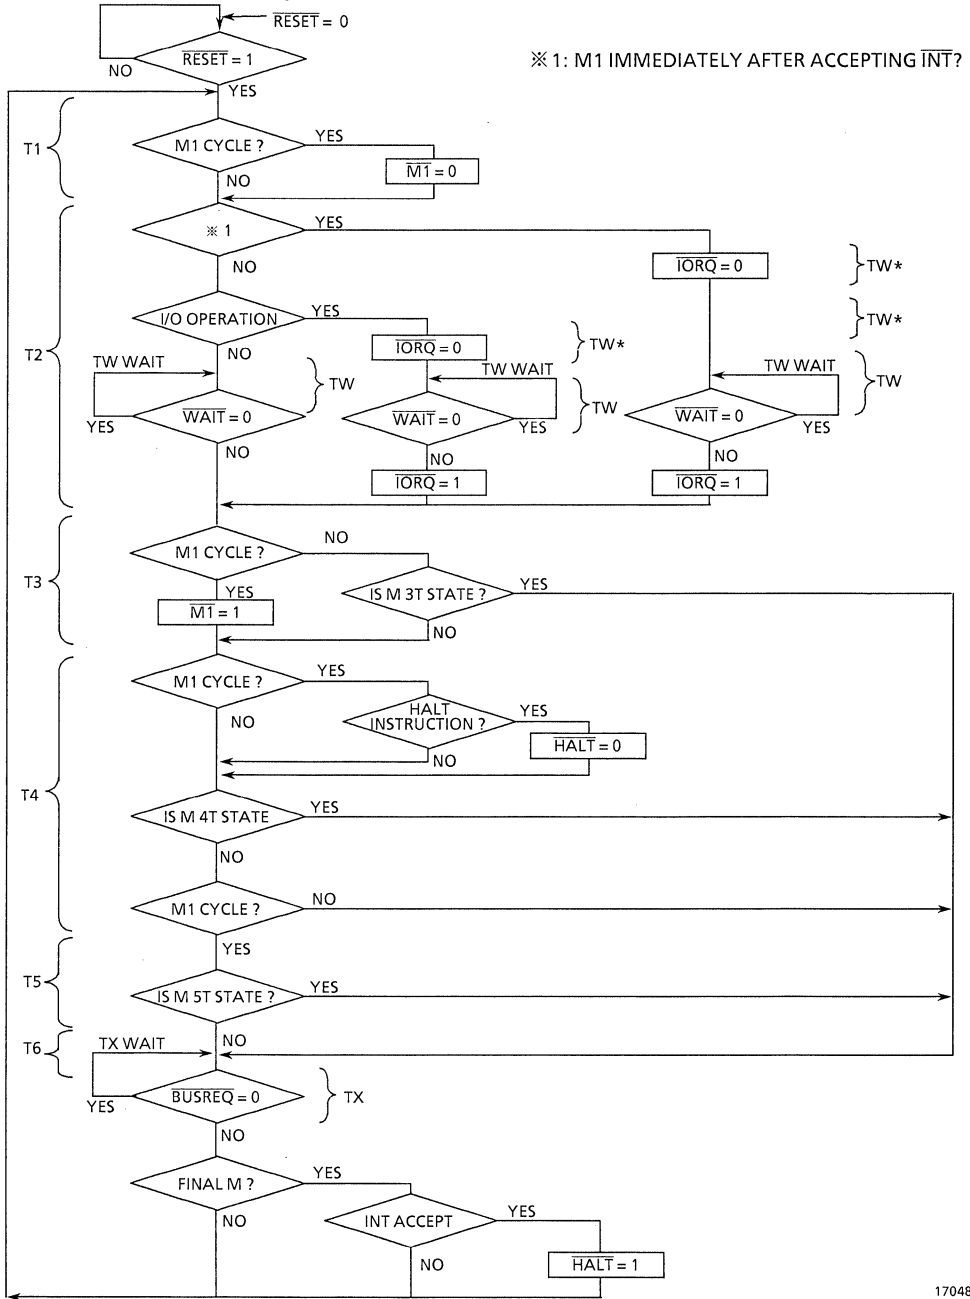 RESET = 0
RESET = 1
NO
YES
※1: M1 IMMEDIATELY AFTER ACCEPTING INT?
T1
M1 CYCLE ?
YES
M1 = 0
NO
T2
※ 1
YES
NO
IORQ = 0
TW*
TW*
I/O OPERATION
YES
NO
IORQ = 0
TW*
TW WAIT
TW
TW WAIT
TW
TW WAIT
TW
WAIT = 0
YES
NO
WAIT = 0
YES
NO
WAIT = 0
YES
NO
IORQ = 1
IORQ = 1
T3
M1 CYCLE ?
NO
YES
M1 = 1
IS M 3T STATE ?
YES
NO
T4
M1 CYCLE ?
YES
NO
HALT
INSTRUCTION ?
YES
NO
HALT = 0
IS M 4T STATE
YES
NO
M1 CYCLE ?
NO
YES
T5
IS M 5T STATE ?
YES
NO
T6
TX WAIT
BUSREQ = 0
YES
TX
NO
FINAL M ?
YES
NO
INT ACCEPT
YES
NO
HALT = 1
17048